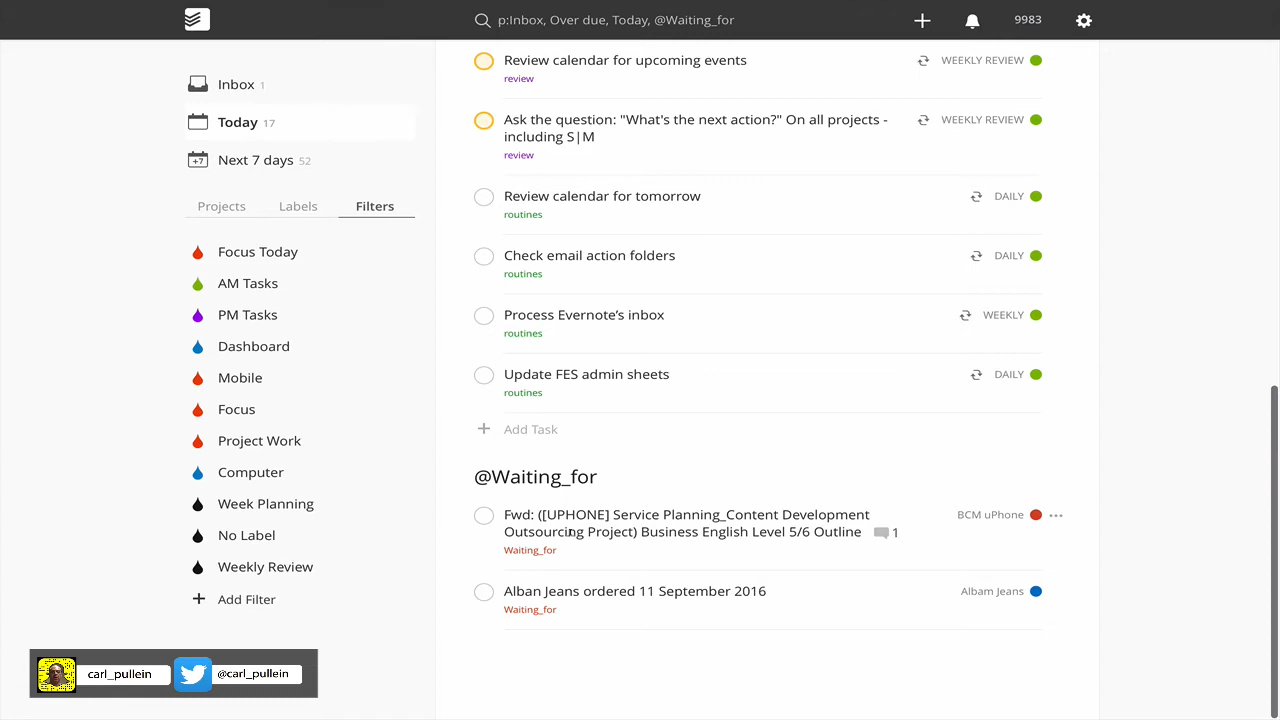 p:Inbox, Over due, Today, @Waiting_for
9983
Inbox 1
Today 17
+7 Next 7 days 52
Projects Labels Filters
Focus Today
AM Tasks
PM Tasks
Dashboard
Mobile
Focus
Project Work
Computer
Week Planning
No Label
Weekly Review
+ Add Filter
Review calendar for upcoming events WEEKLY REVIEW
review
Ask the question: "What's the next action?" On all projects - WEEKLY REVIEW
including S|M
review
Review calendar for tomorrow DAILY
routines
Check email action folders DAILY
routines
Process Evernote’s inbox WEEKLY
routines
Update FES admin sheets DAILY
routines
+ Add Task
@Waiting_for
Fwd: ([UPHONE] Service Planning_Content Development BCM uPhone
Outsourcing Project) Business English Level 5/6 Outline 1
Waiting_for
Alban Jeans ordered 11 September 2016 Albam Jeans
Waiting_for
carl_pullein @carl_pullein